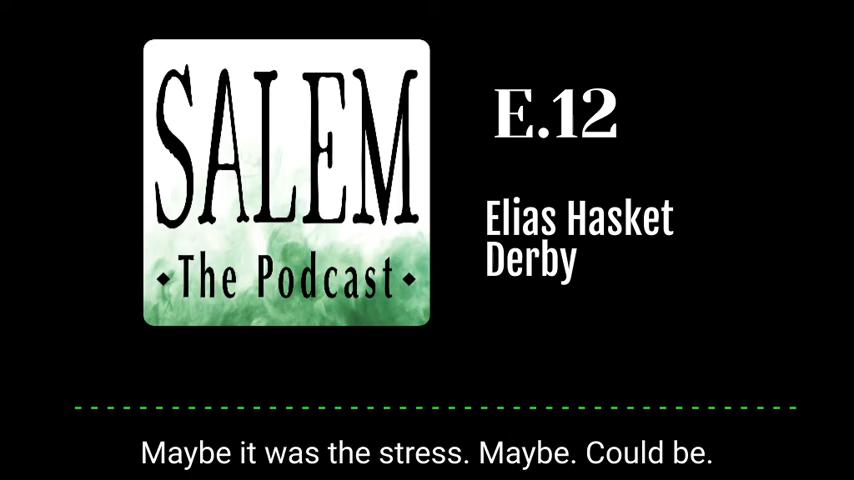 SALEM
•The Podcast•
E.12
Elias Hasket
Derby
Maybe it was the stress. Maybe. Could be.